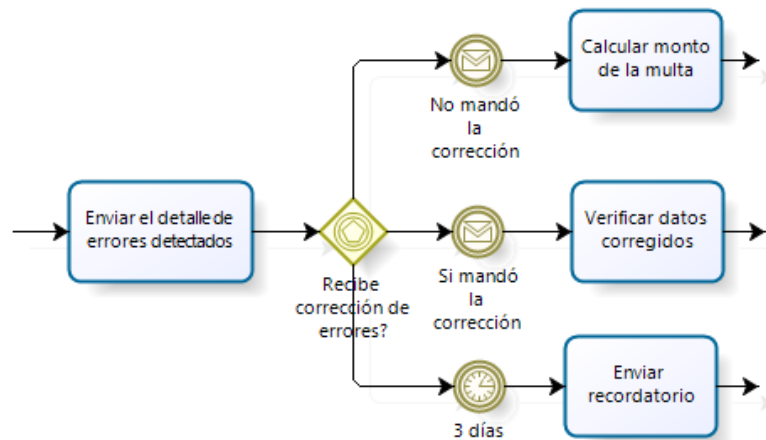 Calcular monto
de la multa
No mandó
la
corrección
Enviar el detalle de
errores detectados
Recibe
corrección de
errores?
Si mandó
la
corrección
Verificar datos
corregidos
3 días
Enviar
recordatorio